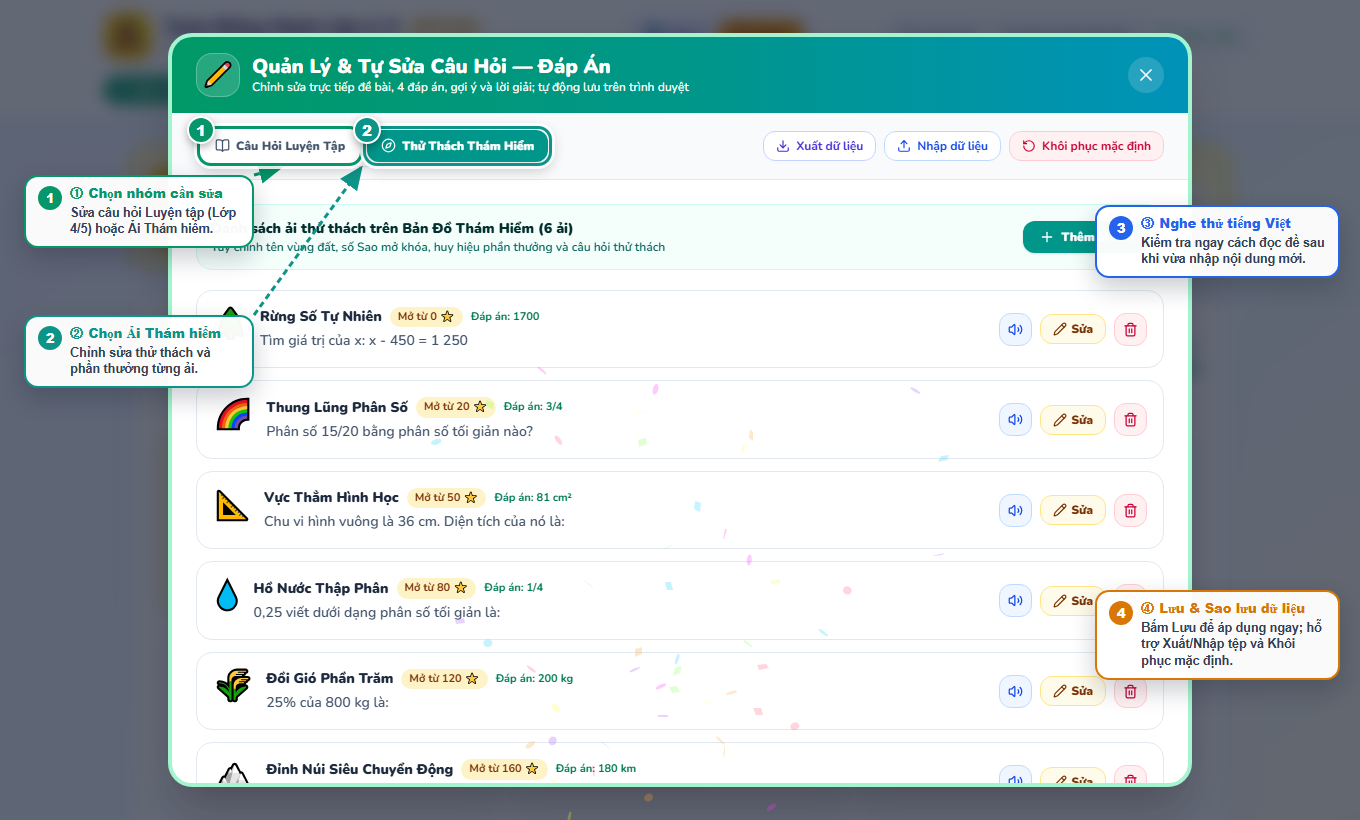 Quản Lý & Tự Sửa Câu Hỏi — Đáp Án
Chỉnh sửa trực tiếp đề bài, 4 đáp án, gợi ý và lời giải; tự động lưu trên trình duyệt
1
Câu Hỏi Luyện Tập
2
Thử Thách Thám Hiểm
Xuất dữ liệu
Nhập dữ liệu
Khôi phục mặc định
1
① Chọn nhóm cần sửa
Sửa câu hỏi Luyện tập (Lớp
4/5) hoặc Ải Thám hiểm.
sách ải thử thách trên Bản Đồ Thám Hiểm (6 ải)
chỉnh tên vùng đất, số Sao mở khóa, huy hiệu phần thưởng và câu hỏi thử thách
Thêm
3
③ Nghe thử tiếng Việt
Kiểm tra ngay cách đọc đề sau
khi vừa nhập nội dung mới.
2
② Chọn Ải Thám hiểm
Chỉnh sửa thử thách và
phần thưởng từng ải.
Rừng Số Tự Nhiên
Mở từ 0 ⭐
Đáp án: 1700
Tìm giá trị của x: x - 450 = 1 250
Sửa
Thung Lũng Phân Số
Mở từ 20 ⭐
Đáp án: 3/4
Phân số 15/20 bằng phân số tối giản nào?
Sửa
Vực Thẳm Hình Học
Mở từ 50 ⭐
Đáp án: 81 cm²
Chu vi hình vuông là 36 cm. Diện tích của nó là:
Sửa
Hồ Nước Thập Phân
Mở từ 80 ⭐
Đáp án: 1/4
0,25 viết dưới dạng phân số tối giản là:
Sửa
4
④ Lưu & Sao lưu dữ liệu
Bấm Lưu để áp dụng ngay; hỗ
trợ Xuất/Nhập tệp và Khôi
phục mặc định.
Đồi Gió Phần Trăm
Mở từ 120 ⭐
Đáp án: 200 kg
25% của 800 kg là:
Sửa
Đỉnh Núi Siêu Chuyển Động
Mở từ 160 ⭐
Đáp án: 180 km
Sửa